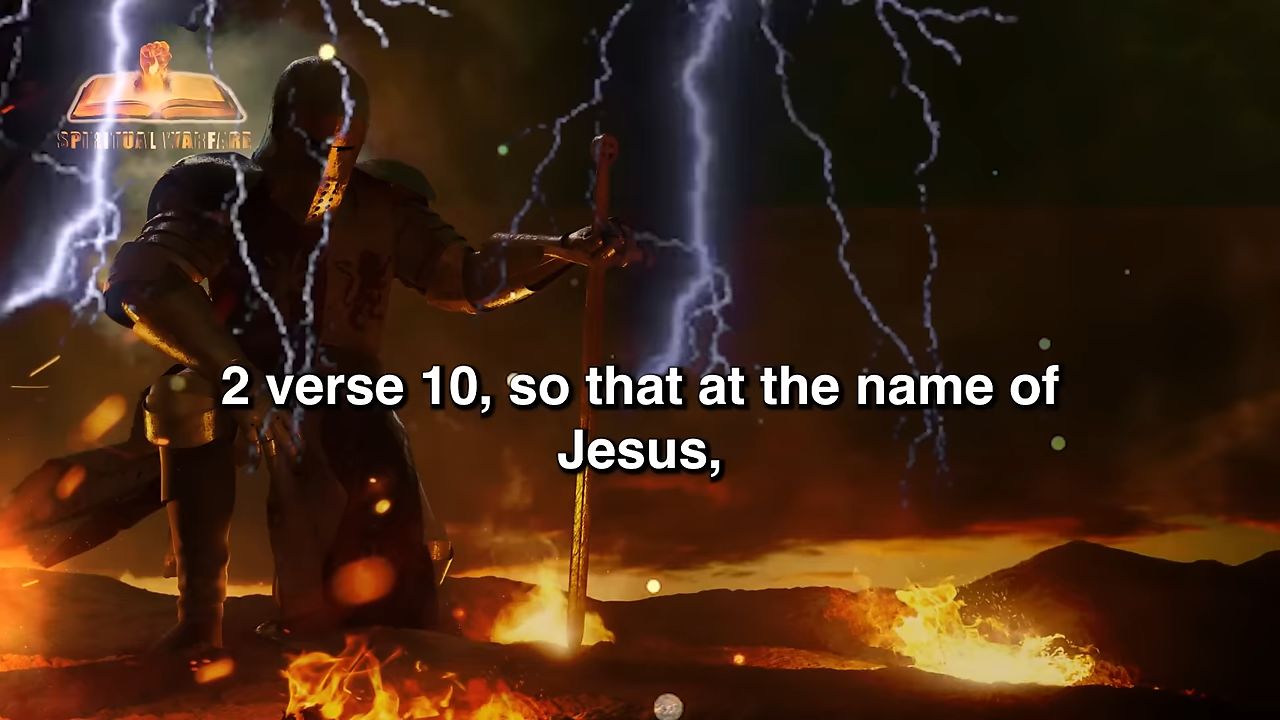 SPIRITUAL WARFARE
2 verse 10, so that at the name of
Jesus,